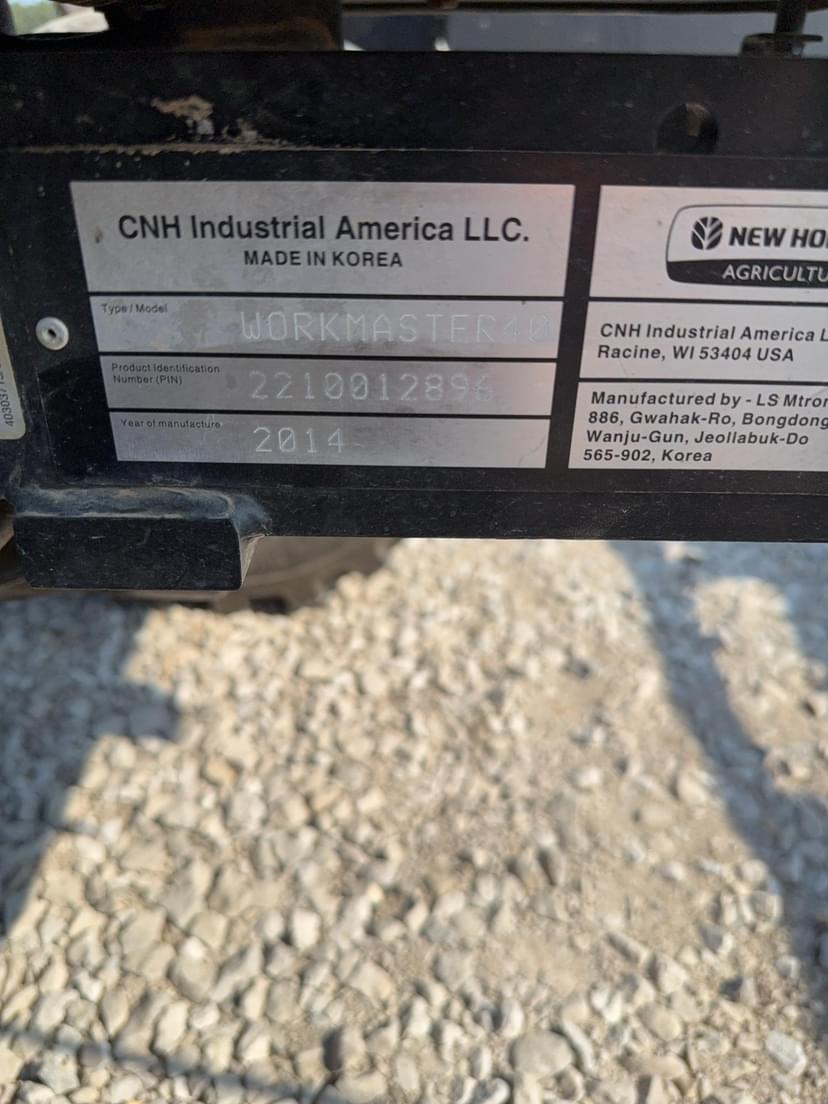 CNH Industrial America LLC.
MADE IN KOREA
Type / Model
WORKMASTER40
Product Identification
Number (PIN)
2210012896
Year of manufacture
2014
NEW HO
AGRICULTU
CNH Industrial America L
Racine, WI 53404 USA
Manufactured by - LS Mtron
886, Gwahak-Ro, Bongdong
Wanju-Gun, Jeollabuk-Do
565-902, Korea